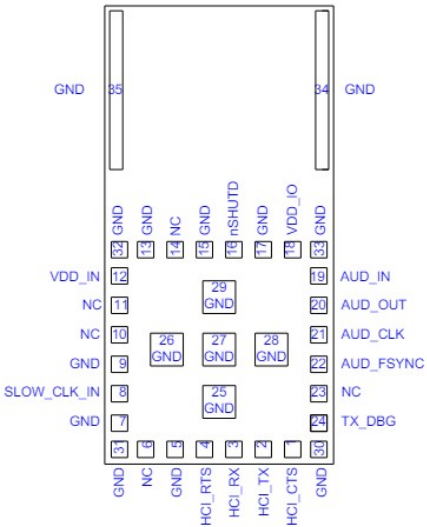 GND 35 34 GND
GND GND NC GND nSHUTD GND VDD_IO GND
32 13 14 15 16 17 18 33
VDD_IN 12 19 AUD_IN
29
GND
NC 11 20 AUD_OUT
NC 10 21 AUD_CLK
26 27 28
GND GND GND
GND 9 22 AUD_FSYNC
SLOW_CLK_IN 8 23 NC
25
GND
GND 7 24 TX_DBG
31 6 5 4 3 2 1 30
GND NC GND HCI_RTS HCI_RX HCI_TX HCI_CTS GND